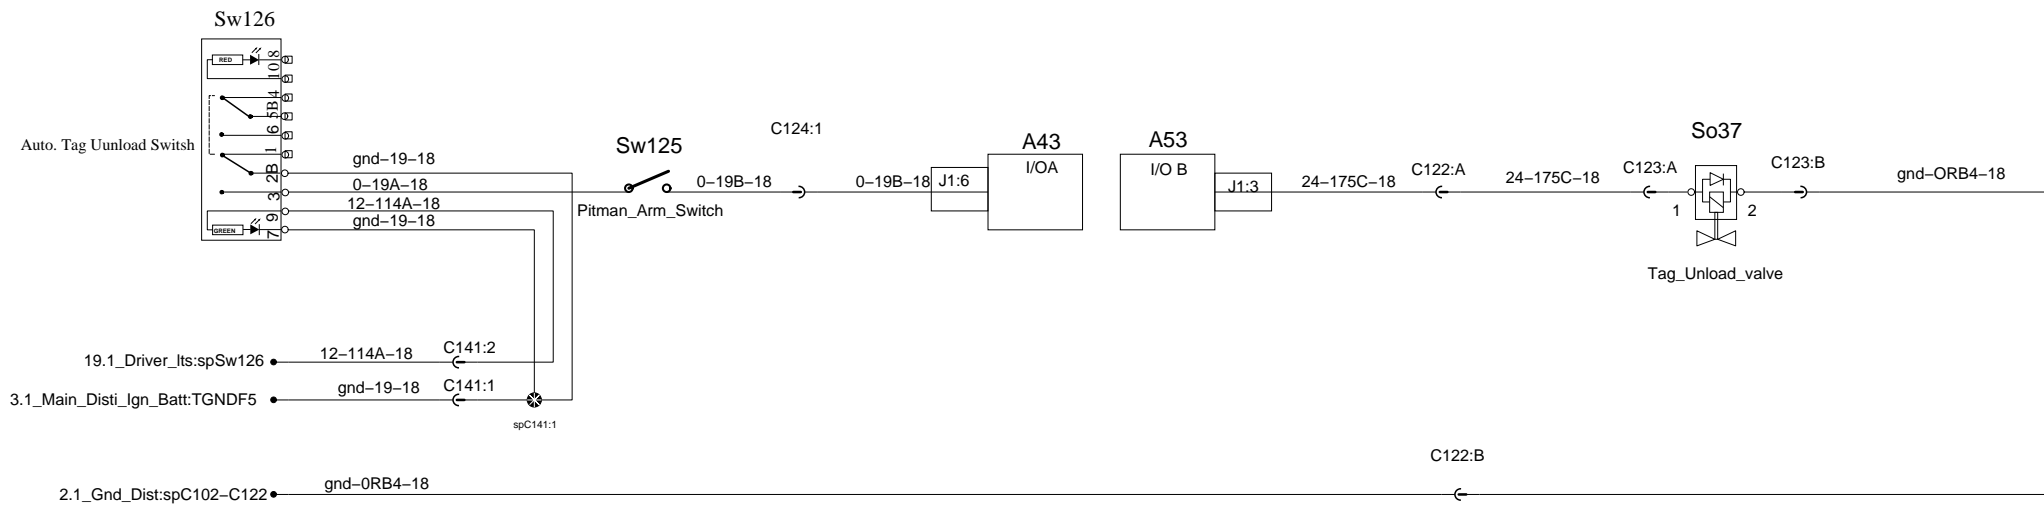 Sw126
RED
8
10
4
5B
6
1
2B
3
9
7
GREEN
Auto. Tag Uunload Switsh
gnd-19-18
0-19A-18
12-114A-18
gnd-19-18
Sw125
Pitman_Arm_Switch
0-19B-18
C124:1
0-19B-18
J1:6
A43
I/OA
A53
I/O B
J1:3
24-175C-18
C122:A
24-175C-18
C123:A
So37
1
2
Tag_Unload_valve
C123:B
gnd-ORB4-18
19.1_Driver_lts:spSw126
12-114A-18
C141:2
3.1_Main_Disti_Ign_Batt:TGNDF5
gnd-19-18
C141:1
spC141:1
2.1_Gnd_Dist:spC102-C122
gnd-0RB4-18
C122:B